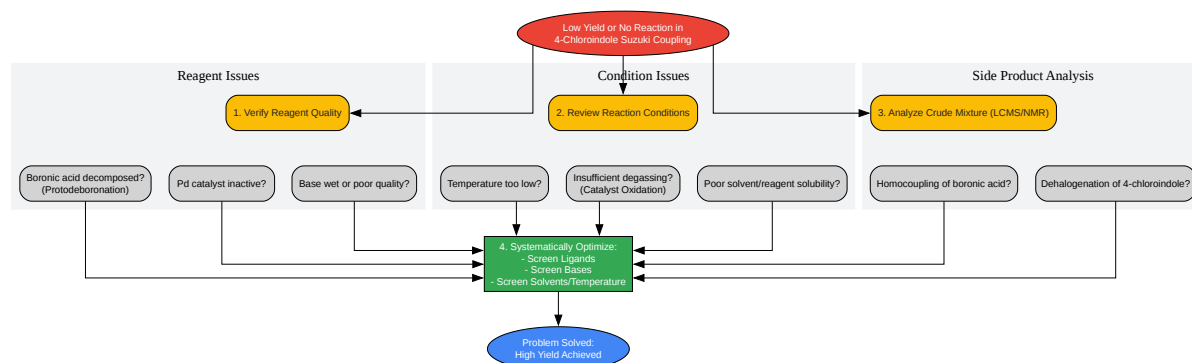 Low Yield or No Reaction in
4-Chloroindole Suzuki Coupling
Reagent Issues
Condition Issues
Side Product Analysis
1. Verify Reagent Quality
2. Review Reaction Conditions
3. Analyze Crude Mixture (LCMS/NMR)
Boronic acid decomposed?
(Protodeboronation)
Pd catalyst inactive?
Base wet or poor quality?
Temperature too low?
Insufficient degassing?
(Catalyst Oxidation)
Poor solvent/reagent solubility?
Homocoupling of boronic acid?
Dehalogenation of 4-chloroindole?
4. Systematically Optimize:
- Screen Ligands
- Screen Bases
- Screen Solvents/Temperature
Problem Solved:
High Yield Achieved